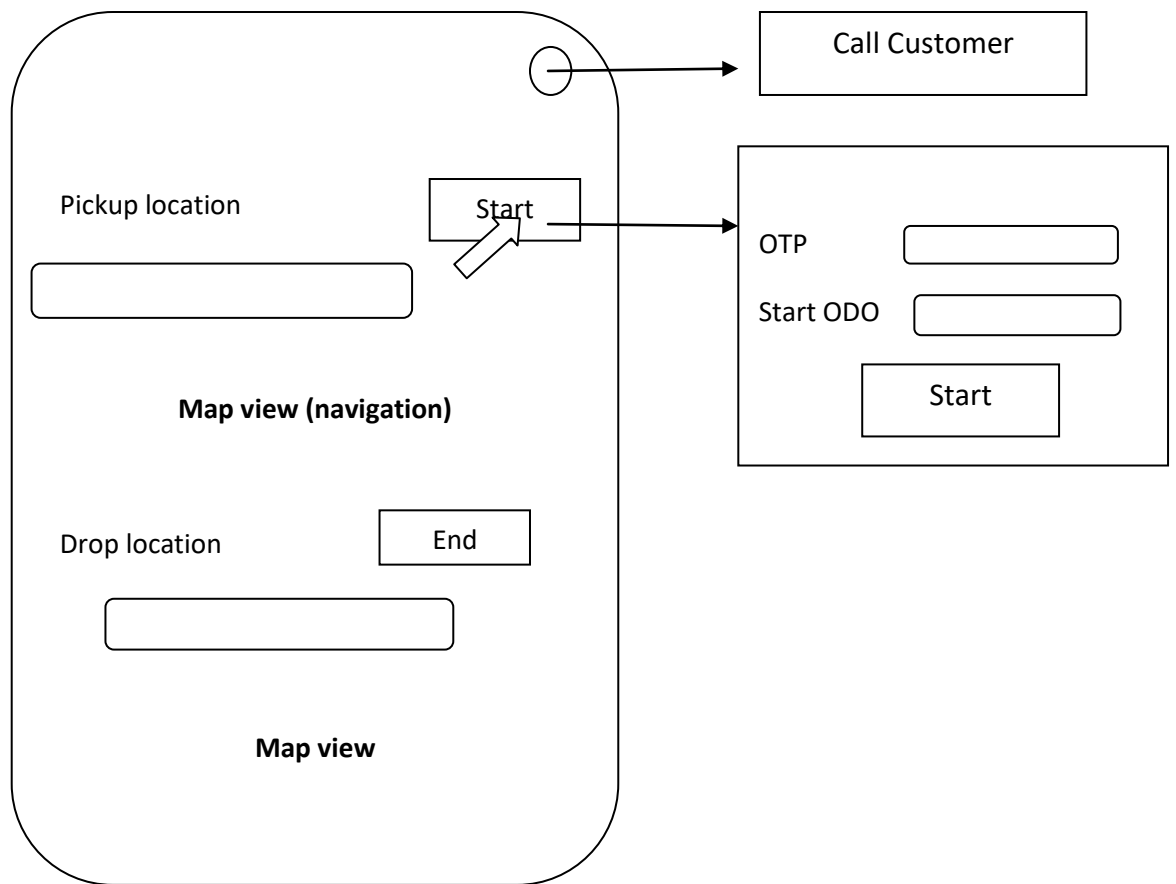 Call Customer
Pickup location
Start
OTP
Start ODO
Start
Map view (navigation)
Drop location
End
Map view